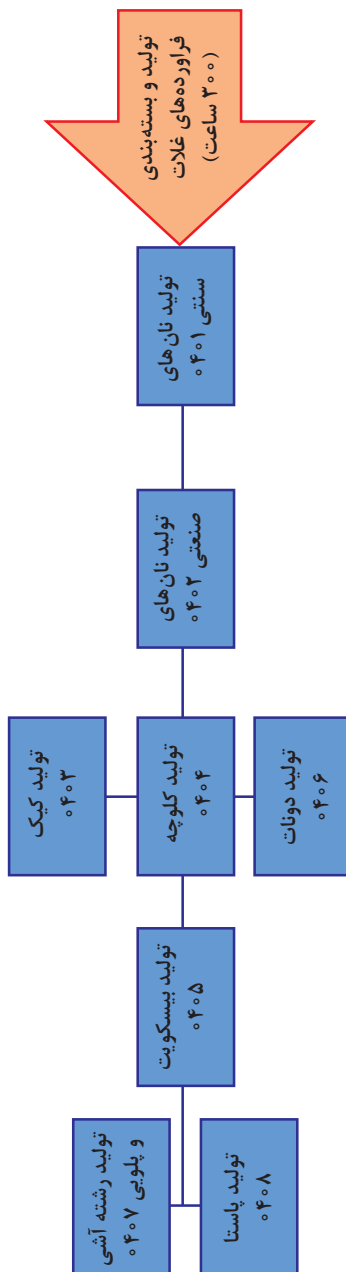 تولید و بسته‌بندی
فراورده‌های غلات
(۳۰۰ ساعت)
تولید نان‌های
سنتی ۰۴۰۱
تولید نان‌های
صنعتی ۰۴۰۲
تولید کیک
۰۴۰۳
تولید کلوچه
۰۴۰۴
تولید دونات
۰۴۰۶
تولید بیسکویت
۰۴۰۵
تولید رشته آشی
و پلویی ۰۴۰۷
تولید پاستا
۰۴۰۸